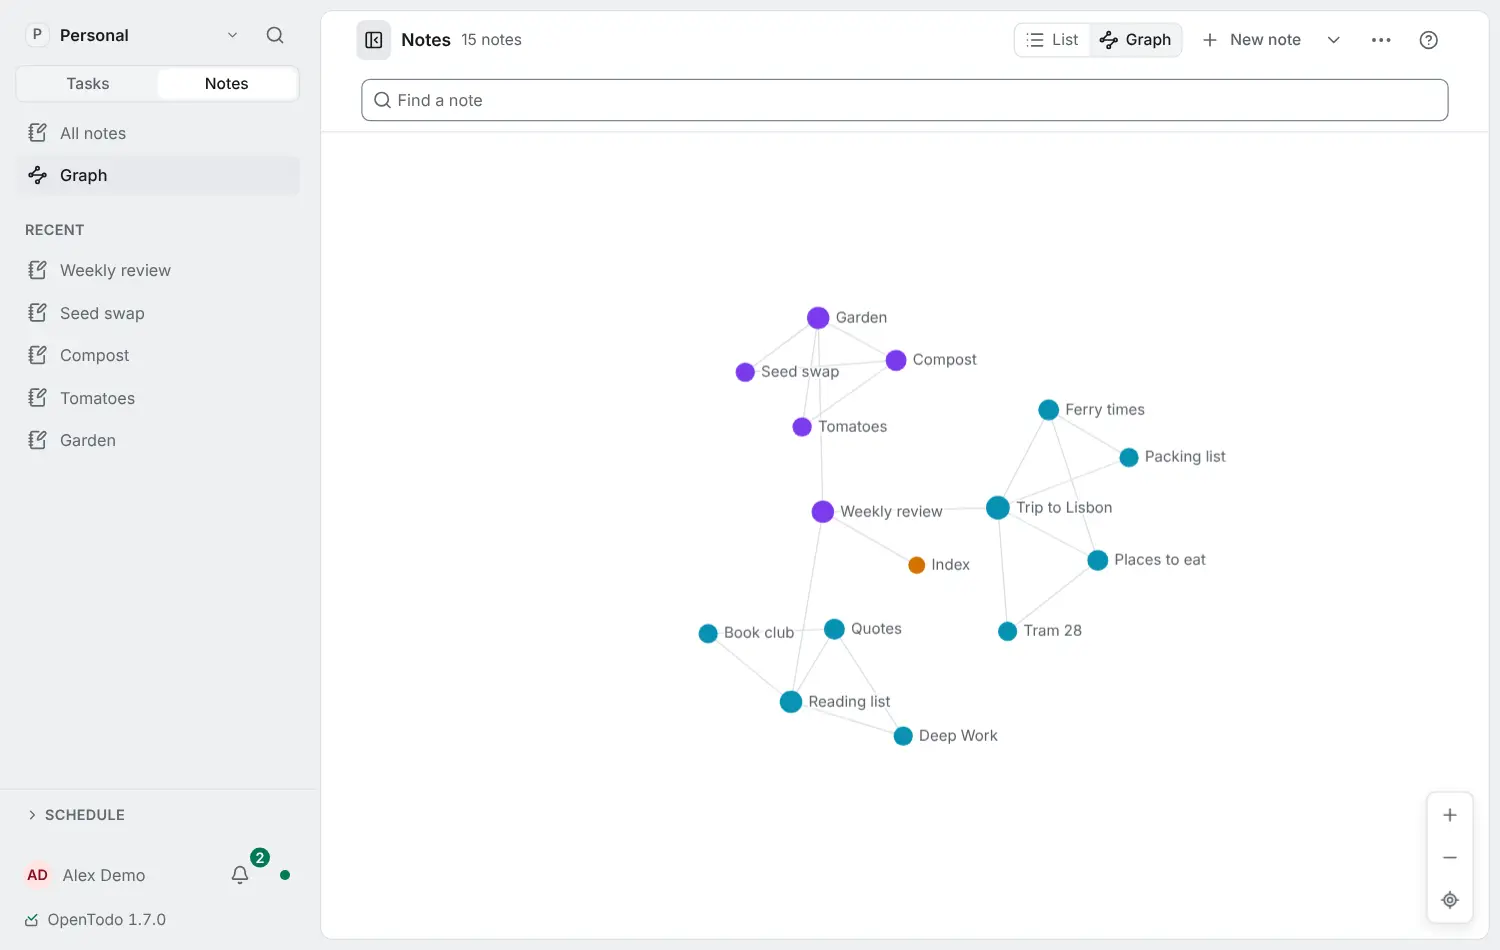 P Personal
Tasks Notes
All notes
Graph
RECENT
Weekly review
Seed swap
Compost
Tomatoes
Garden
SCHEDULE
AD Alex Demo 2
OpenTodo 1.7.0
Notes 15 notes
List Graph New note
Find a note
Garden
Compost
Seed swap
Ferry times
Tomatoes
Packing list
Weekly review
Trip to Lisbon
Index
Places to eat
Book club
Quotes
Tram 28
Reading list
Deep Work